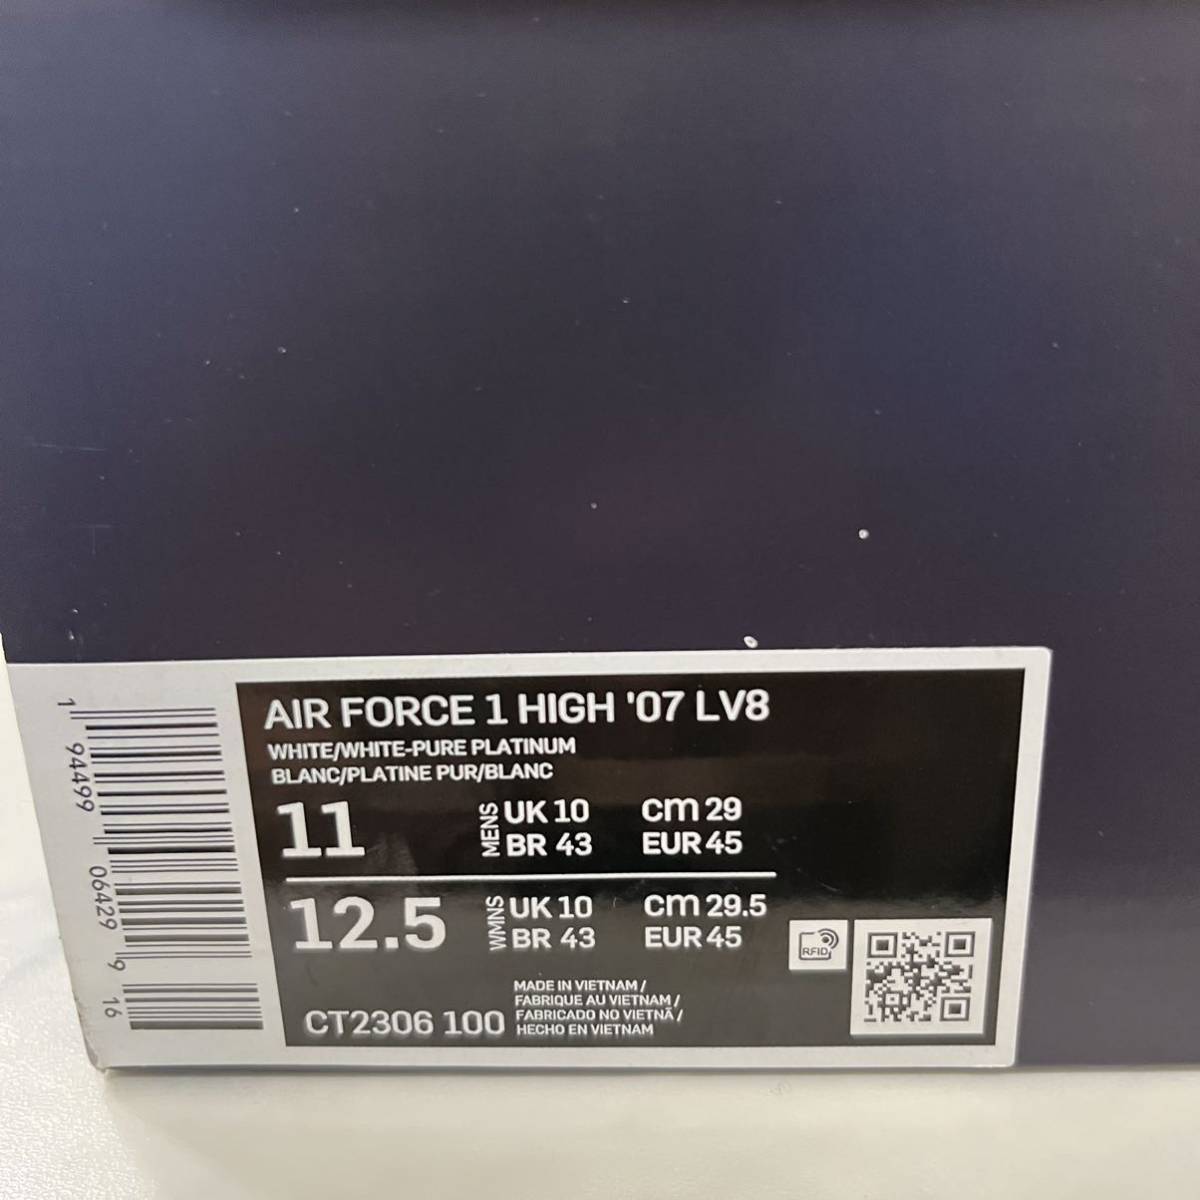 AIR FORCE 1 HIGH '07 LV8
WHITE/WHITE-PURE PLATINUM
BLANC/PLATINE PUR/BLANC
11 MENS UK 10 cm 29
BR 43 EUR 45
12.5 WMNS UK 10 cm 29.5
BR 43 EUR 45
RFID
CT2306 100
MADE IN VIETNAM /
FABRIQUE AU VIETNAM /
FABRICADO NO VIETNÃ /
HECHO EN VIETNAM
1 94499 06429 9 16